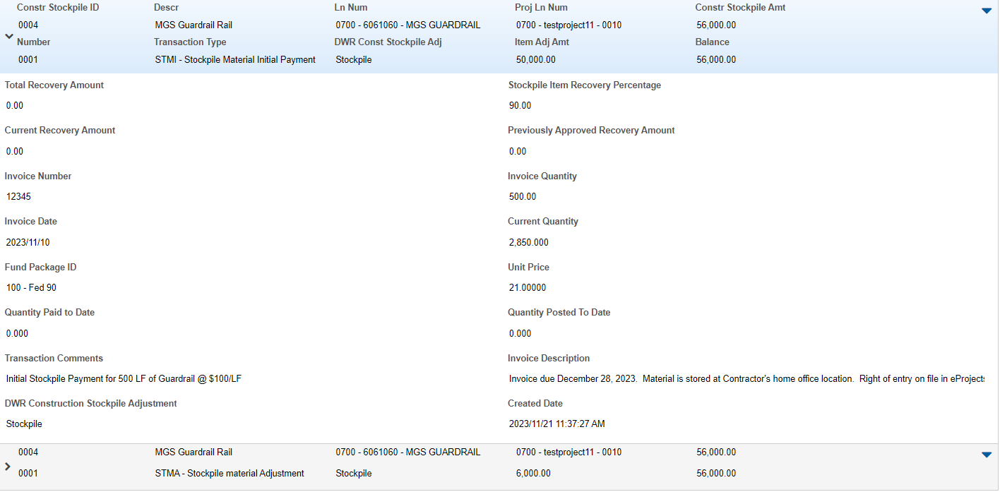 Constr Stockpile ID Descr Ln Num Proj Ln Num Constr Stockpile Amt
0004 MGS Guardrail Rail 0700 - 6061060 - MGS GUARDRAIL 0700 - testproject11 - 0010 56,000.00
Number Transaction Type DWR Const Stockpile Adj Item Adj Amt Balance
0001 STMI - Stockpile Material Initial Payment Stockpile 50,000.00 56,000.00
Total Recovery Amount Stockpile Item Recovery Percentage
0.00 90.00
Current Recovery Amount Previously Approved Recovery Amount
0.00 0.00
Invoice Number Invoice Quantity
12345 500.00
Invoice Date Current Quantity
2023/11/10 2,850.000
Fund Package ID Unit Price
100 - Fed 90 21.00000
Quantity Paid to Date Quantity Posted To Date
0.000 0.000
Transaction Comments Invoice Description
Initial Stockpile Payment for 500 LF of Guardrail @ $100/LF Invoice due December 28, 2023. Material is stored at Contractor's home office location. Right of entry on file in eProjects
DWR Construction Stockpile Adjustment Created Date
Stockpile 2023/11/21 11:37:27 AM
0004 MGS Guardrail Rail 0700 - 6061060 - MGS GUARDRAIL 0700 - testproject11 - 0010 56,000.00
0001 STMA - Stockpile material Adjustment Stockpile 6,000.00 56,000.00